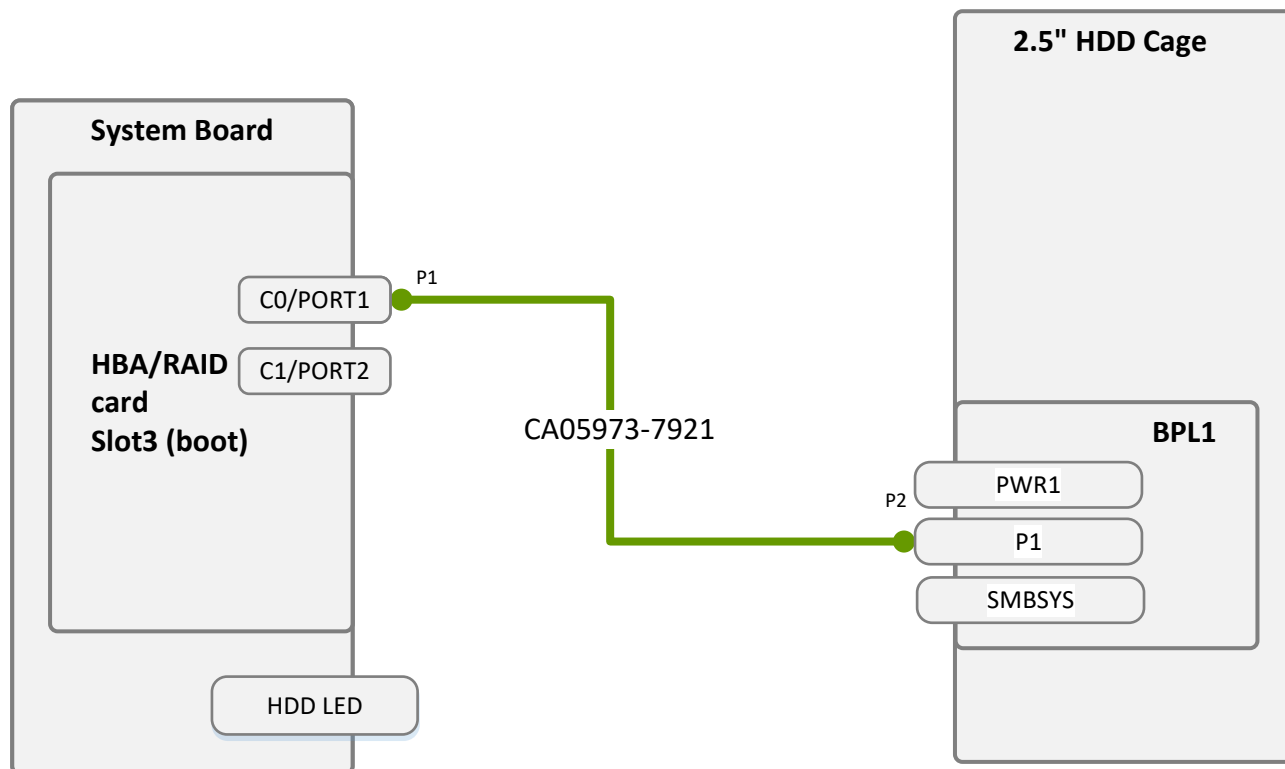 2.5" HDD Cage
System Board
P1
C0/PORT1
HBA/RAID
card
Slot3 (boot)
C1/PORT2
CA05973-7921
BPL1
PWR1
P2
P1
SMBSYS
HDD LED